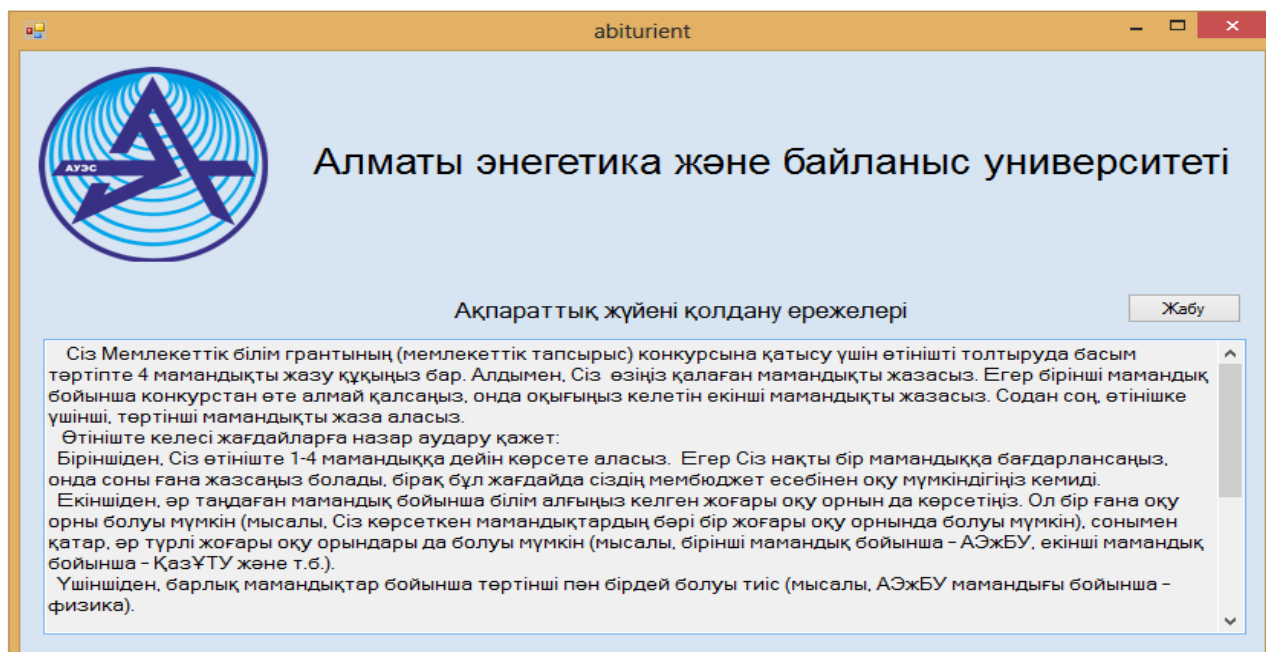 abiturient
АУЭС
Алматы энегетика және байланыс университеті
Ақпараттық жүйені қолдану ережелері
Жабу
Сіз Мемлекеттік білім грантының (мемлекеттік тапсырыс) конкурсына қатысу үшін өтінішті толтыруда басым
тәртіпте 4 мамандықты жазу құқыңыз бар. Алдымен, Сіз өзіңіз қалаған мамандықты жазасыз. Егер бірінші мамандық
бойынша конкурстан өте алмай қалсаңыз, онда оқығыңыз келетін екінші мамандықты жазасыз. Содан соң, өтінішке
үшінші, төртінші мамандықты жаза аласыз.
Өтініште келесі жағдайларға назар аудару қажет:
Біріншіден, Сіз өтініште 1-4 мамандыққа дейін көрсете аласыз. Егер Сіз нақты бір мамандыққа бағдарлансаңыз,
онда соны ғана жазсаңыз болады, бірақ бұл жағдайда сіздің мембюджет есебінен оқу мүмкіндігіңіз кемиді.
Екіншіден, әр таңдаған мамандық бойынша білім алғыңыз келген жоғары оқу орнын да көрсетіңіз. Ол бір ғана оқу
орны болуы мүмкін (мысалы, Сіз көрсеткен мамандықтардың бәрі бір жоғары оқу орнында болуы мүмкін), сонымен
қатар, әр түрлі жоғары оқу орындары да болуы мүмкін (мысалы, бірінші мамандық бойынша – АЭжБУ, екінші мамандық
бойынша – ҚазҰТУ және т.б.).
Үшіншіден, барлық мамандықтар бойынша төртінші пән бірдей болуы тиіс (мысалы, АЭжБУ мамандығы бойынша –
физика).